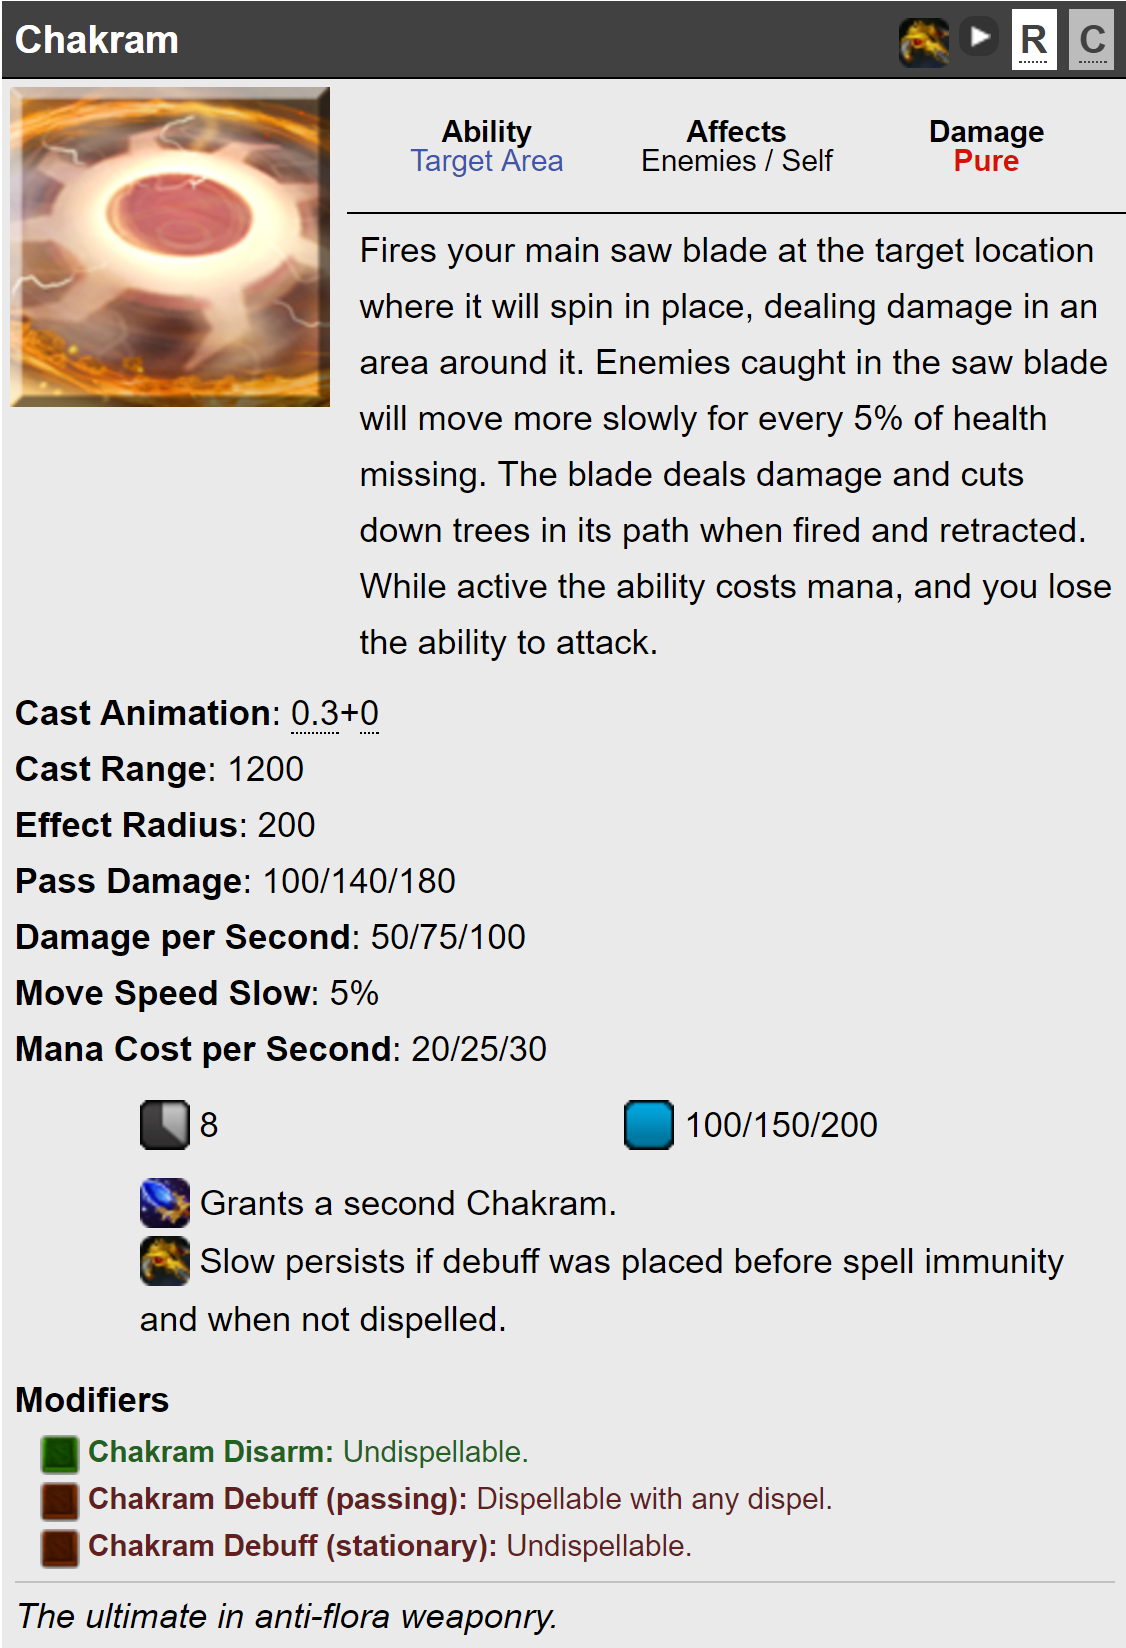 Chakram
R
C
Ability
Target Area
Affects
Enemies / Self
Damage
Pure
Fires your main saw blade at the target location
where it will spin in place, dealing damage in an
area around it. Enemies caught in the saw blade
will move more slowly for every 5% of health
missing. The blade deals damage and cuts
down trees in its path when fired and retracted.
While active the ability costs mana, and you lose
the ability to attack.
Cast Animation: 0.3+0
Cast Range: 1200
Effect Radius: 200
Pass Damage: 100/140/180
Damage per Second: 50/75/100
Move Speed Slow: 5%
Mana Cost per Second: 20/25/30
8
100/150/200
Grants a second Chakram.
Slow persists if debuff was placed before spell immunity
and when not dispelled.
Modifiers
Chakram Disarm: Undispellable.
Chakram Debuff (passing): Dispellable with any dispel.
Chakram Debuff (stationary): Undispellable.
The ultimate in anti-flora weaponry.